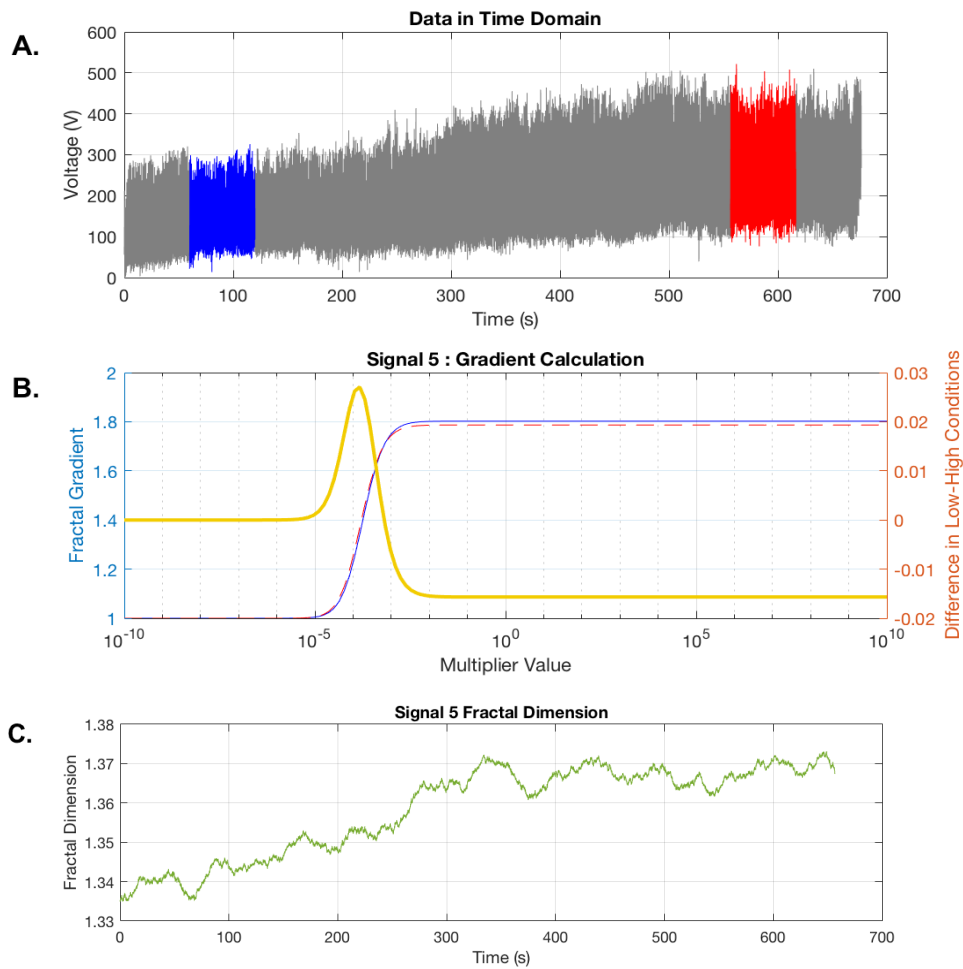 A.
Data in Time Domain
Voltage (V)
600
500
400
300
200
100
0
0 100 200 300 400 500 600 700
Time (s)
B.
Signal 5 : Gradient Calculation
Fractal Gradient
2
1.8
1.6
1.4
1.2
1
0.03
0.02
0.01
0
-0.01
-0.02
Difference in Low-High Conditions
10^-10 10^-5 10^0 10^5 10^10
Multiplier Value
C.
Signal 5 Fractal Dimension
Fractal Dimension
1.38
1.37
1.36
1.35
1.34
1.33
0 100 200 300 400 500 600 700
Time (s)